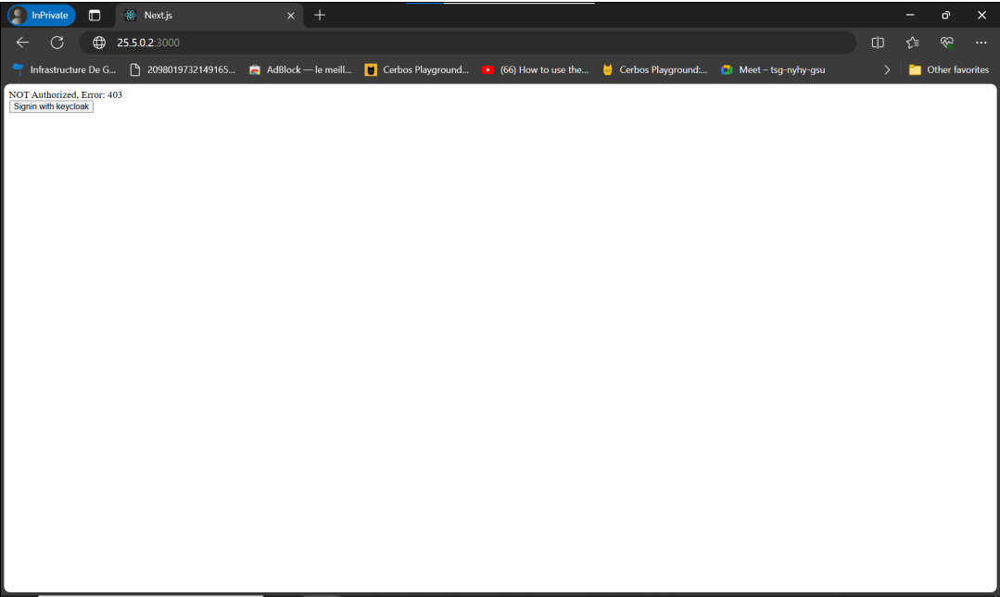 InPrivate
Next.js
25.5.0.2:3000
Infrastructure De G...
2098019732149165...
AdBlock — le meill...
Cerbos Playground...
(66) How to use the...
Cerbos Playground:...
Meet – tsg-nyhy-gsu
Other favorites
NOT Authorized, Error: 403
Signin with keycloak